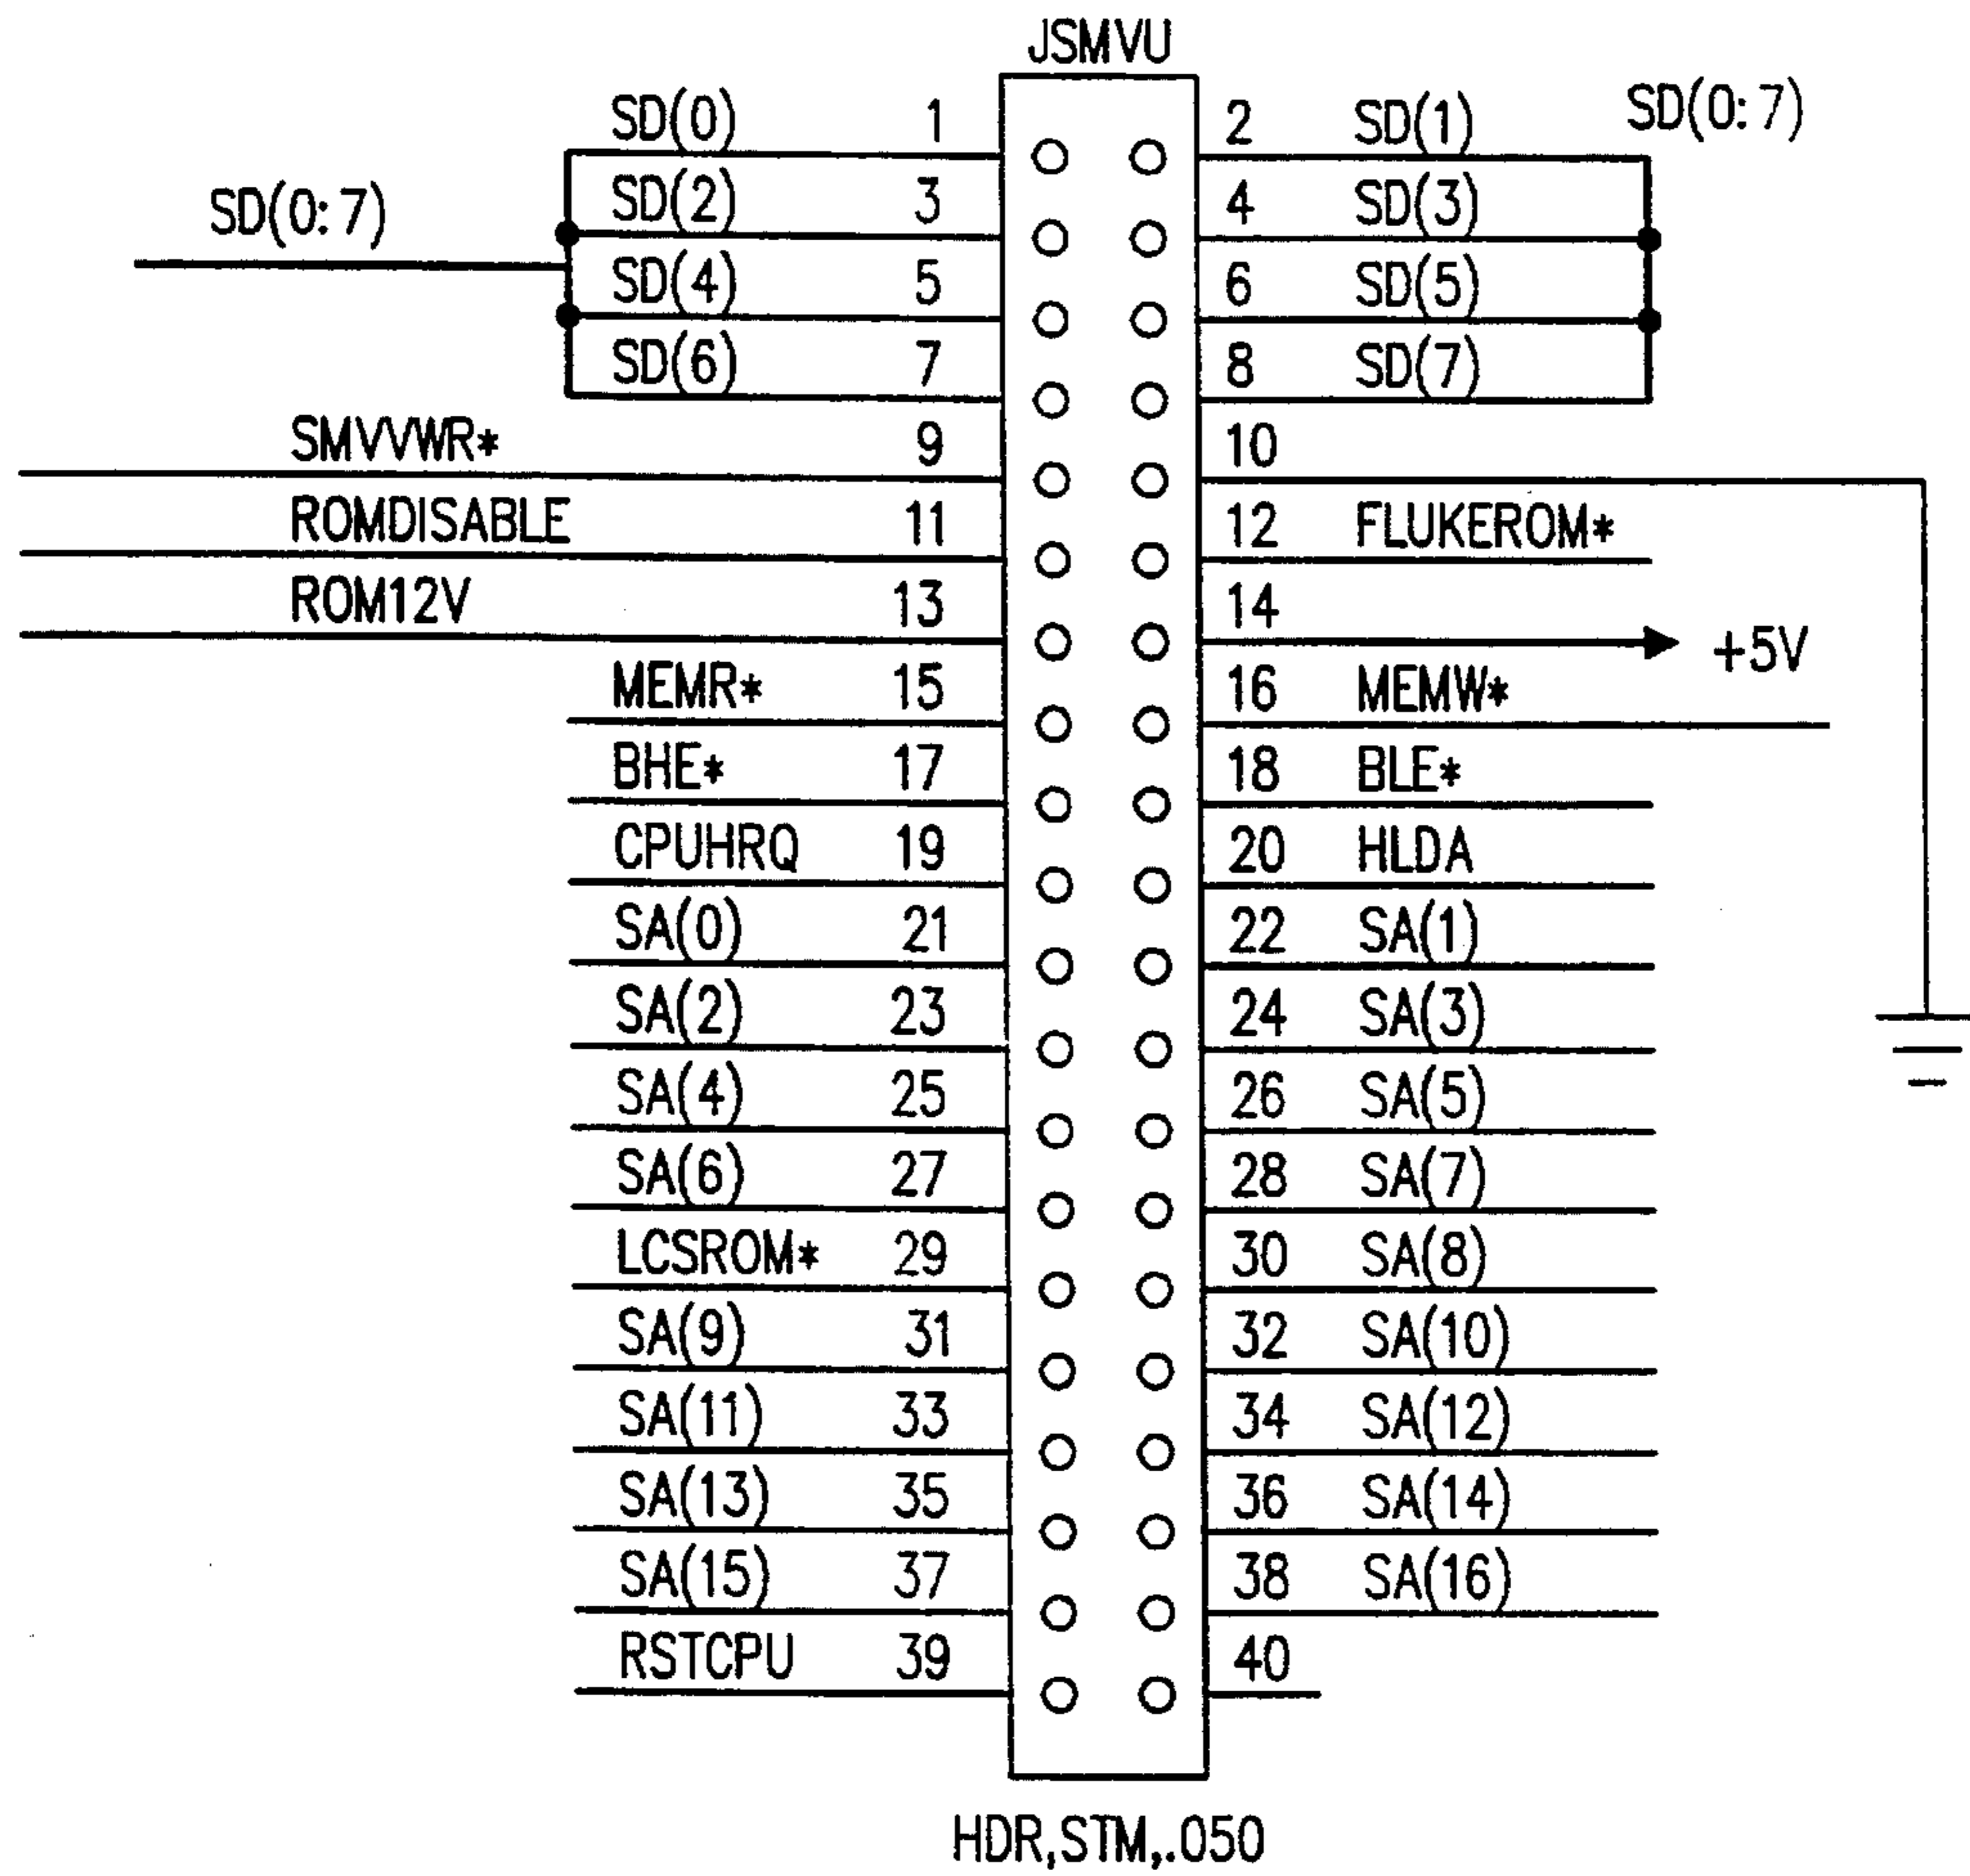 JSMVU
SD(0) 1 2 SD(1) SD(0:7)
SD(0:7) SD(2) 3 4 SD(3)
SD(4) 5 6 SD(5)
SD(6) 7 8 SD(7)
SMVVWR* 9 10
ROMDISABLE 11 12 FLUKEROM*
ROM12V 13 14
+5V
MEMR* 15 16 MEMW*
BHE* 17 18 BLE*
CPUHRQ 19 20 HLDA
SA(0) 21 22 SA(1)
SA(2) 23 24 SA(3)
SA(4) 25 26 SA(5)
SA(6) 27 28 SA(7)
LCSROM* 29 30 SA(8)
SA(9) 31 32 SA(10)
SA(11) 33 34 SA(12)
SA(13) 35 36 SA(14)
SA(15) 37 38 SA(16)
RSTCPU 39 40
HDR,STM,.050